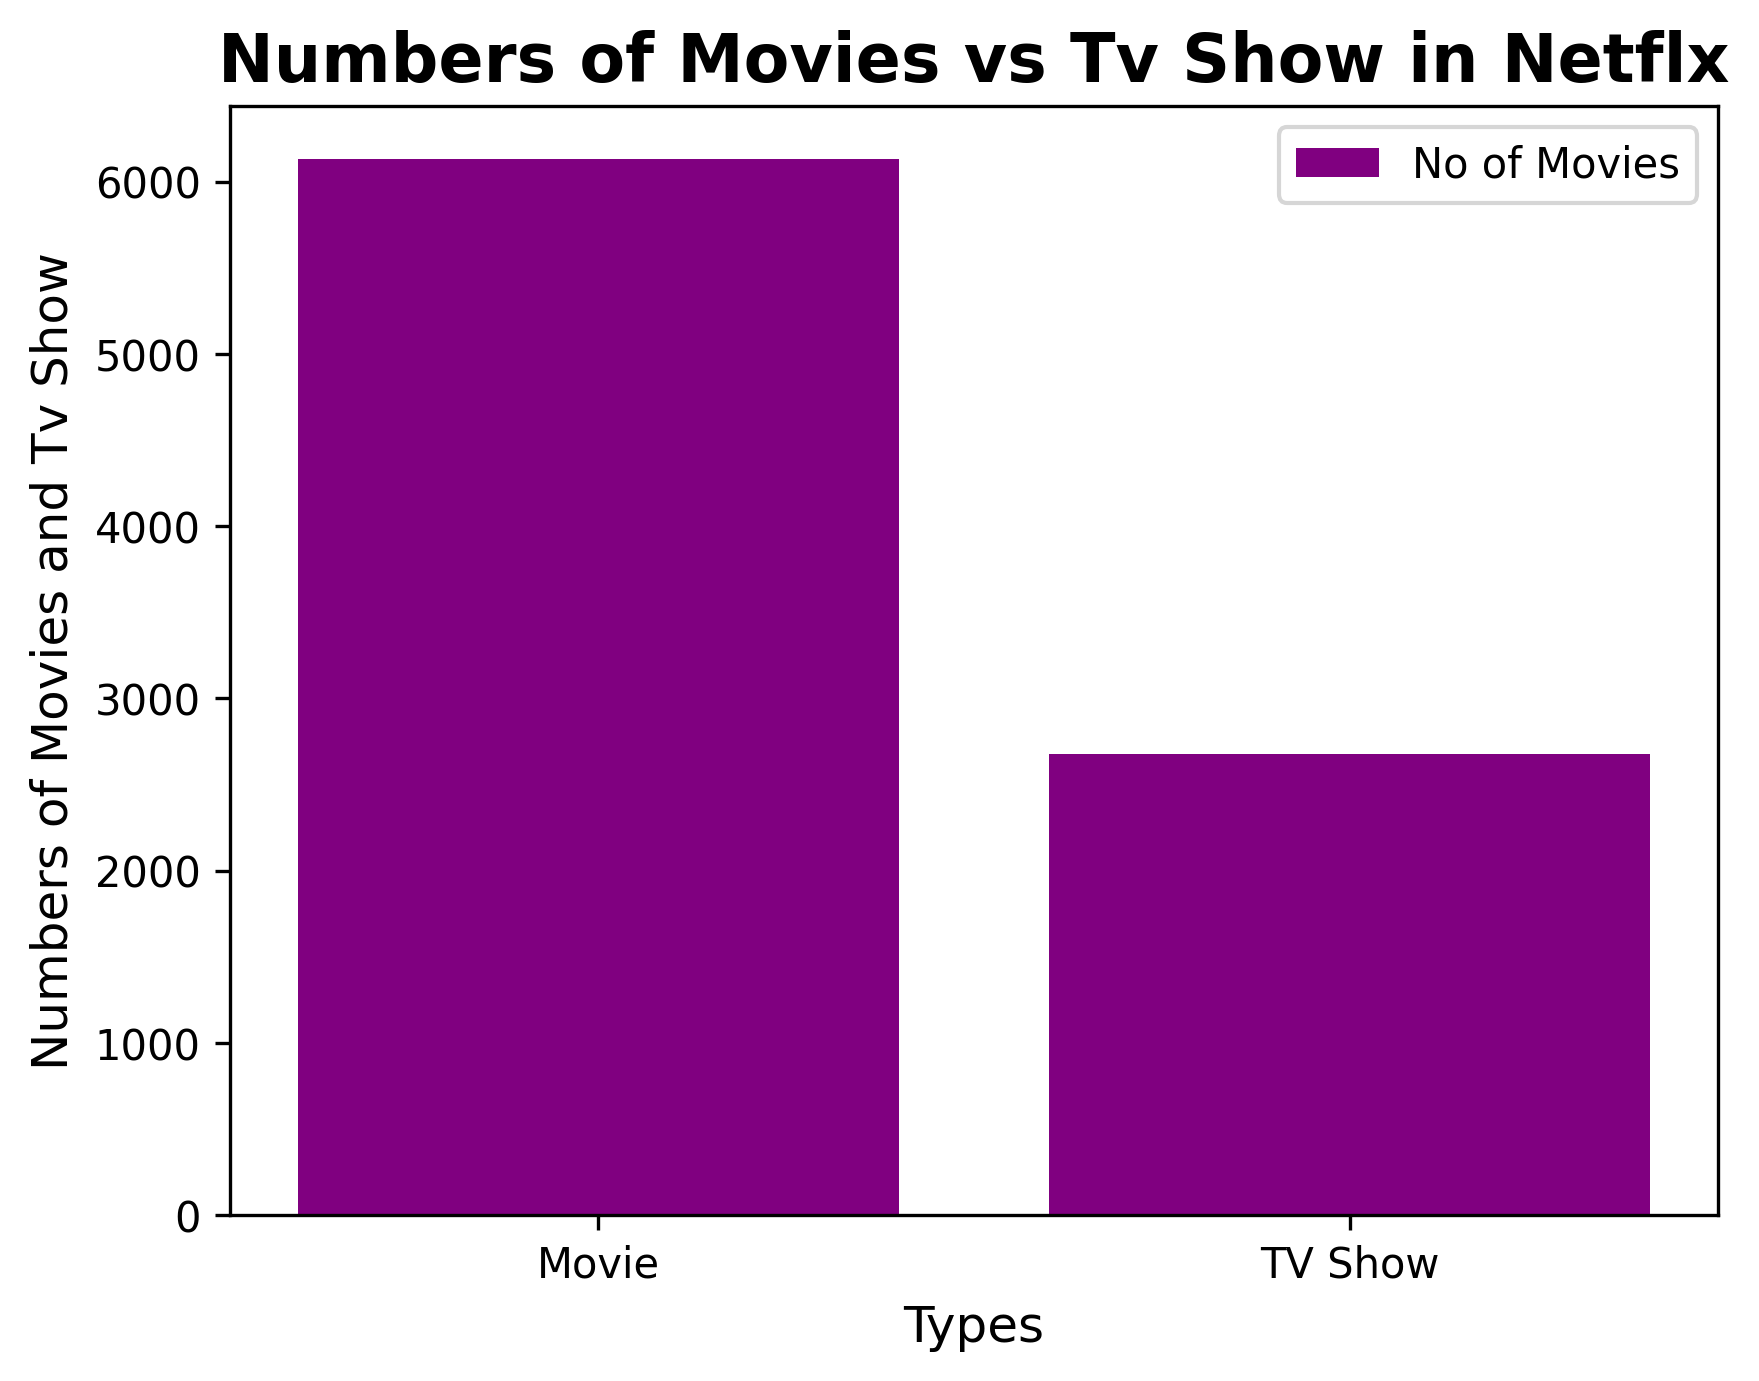 Numbers of Movies vs Tv Show in Netflx
No of Movies
Numbers of Movies and Tv Show
6000
5000
4000
3000
2000
1000
0
Movie
TV Show
Types